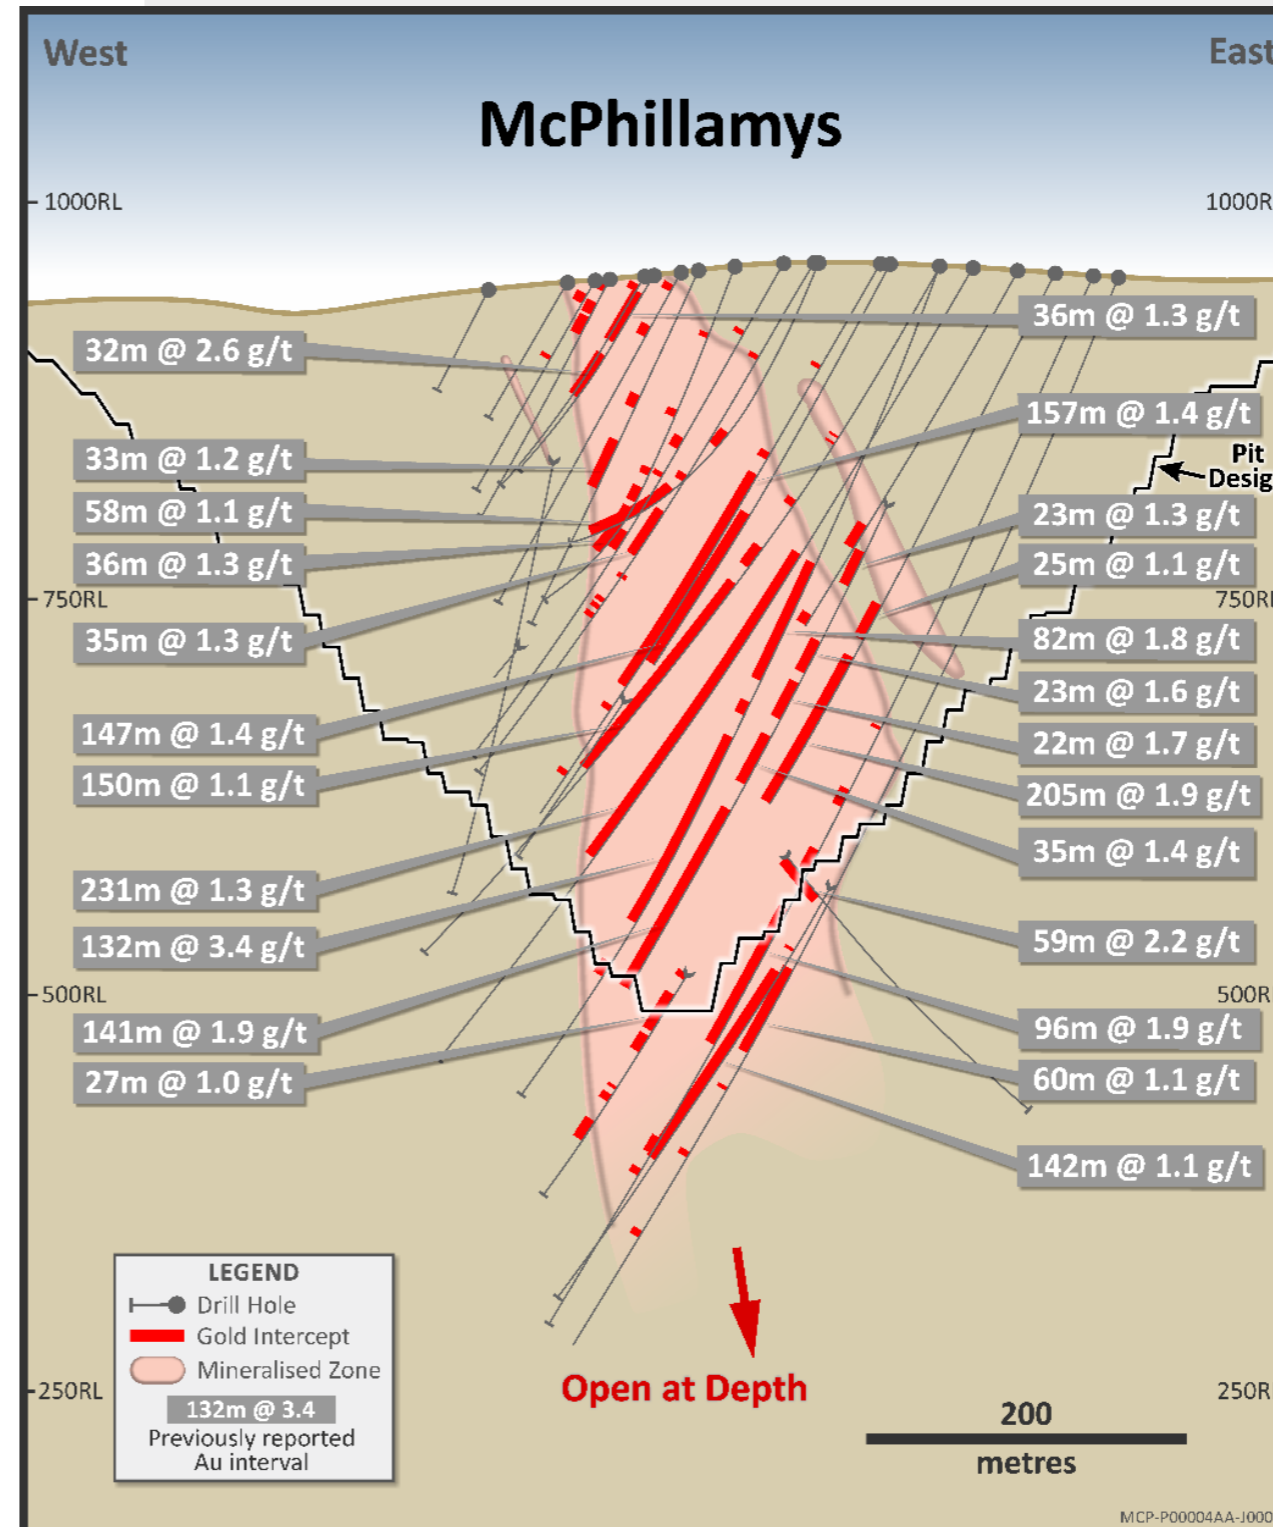 West
East
McPhillamys
1000RL
1000R
36m @ 1.3 g/t
32m @ 2.6 g/t
157m @ 1.4 g/t
33m @ 1.2 g/t
Pit
Desig
58m @ 1.1 g/t
23m @ 1.3 g/t
36m @ 1.3 g/t
25m @ 1.1 g/t
750RL
750RL
35m @ 1.3 g/t
82m @ 1.8 g/t
23m @ 1.6 g/t
147m @ 1.4 g/t
22m @ 1.7 g/t
150m @ 1.1 g/t
205m @ 1.9 g/t
35m @ 1.4 g/t
231m @ 1.3 g/t
132m @ 3.4 g/t
59m @ 2.2 g/t
500RL
500R
141m @ 1.9 g/t
96m @ 1.9 g/t
27m @ 1.0 g/t
60m @ 1.1 g/t
142m @ 1.1 g/t
LEGEND
Drill Hole
Gold Intercept
Mineralised Zone
132m @ 3.4
Previously reported
Au interval
Open at Depth
250RL
250R
200
metres
MCP-P00004AA-J000